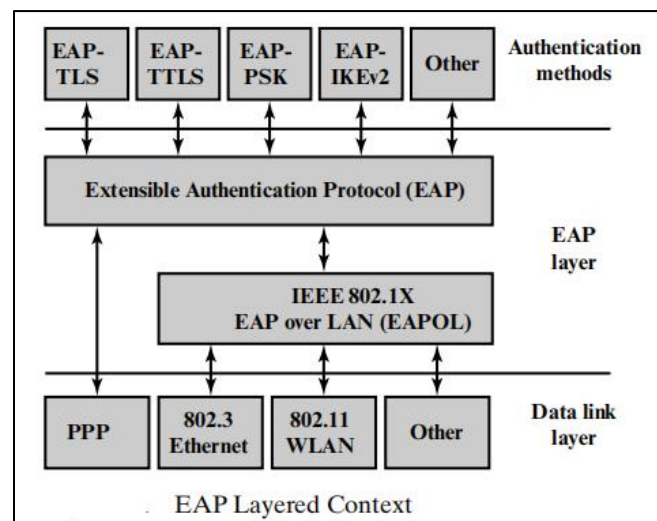 EAP-
TLS
EAP-
TTLS
EAP-
PSK
EAP-
IKEv2
Other
Authentication
methods
Extensible Authentication Protocol (EAP)
EAP
layer
IEEE 802.1X
EAP over LAN (EAPOL)
PPP
802.3
Ethernet
802.11
WLAN
Other
Data link
layer
EAP Layered Context